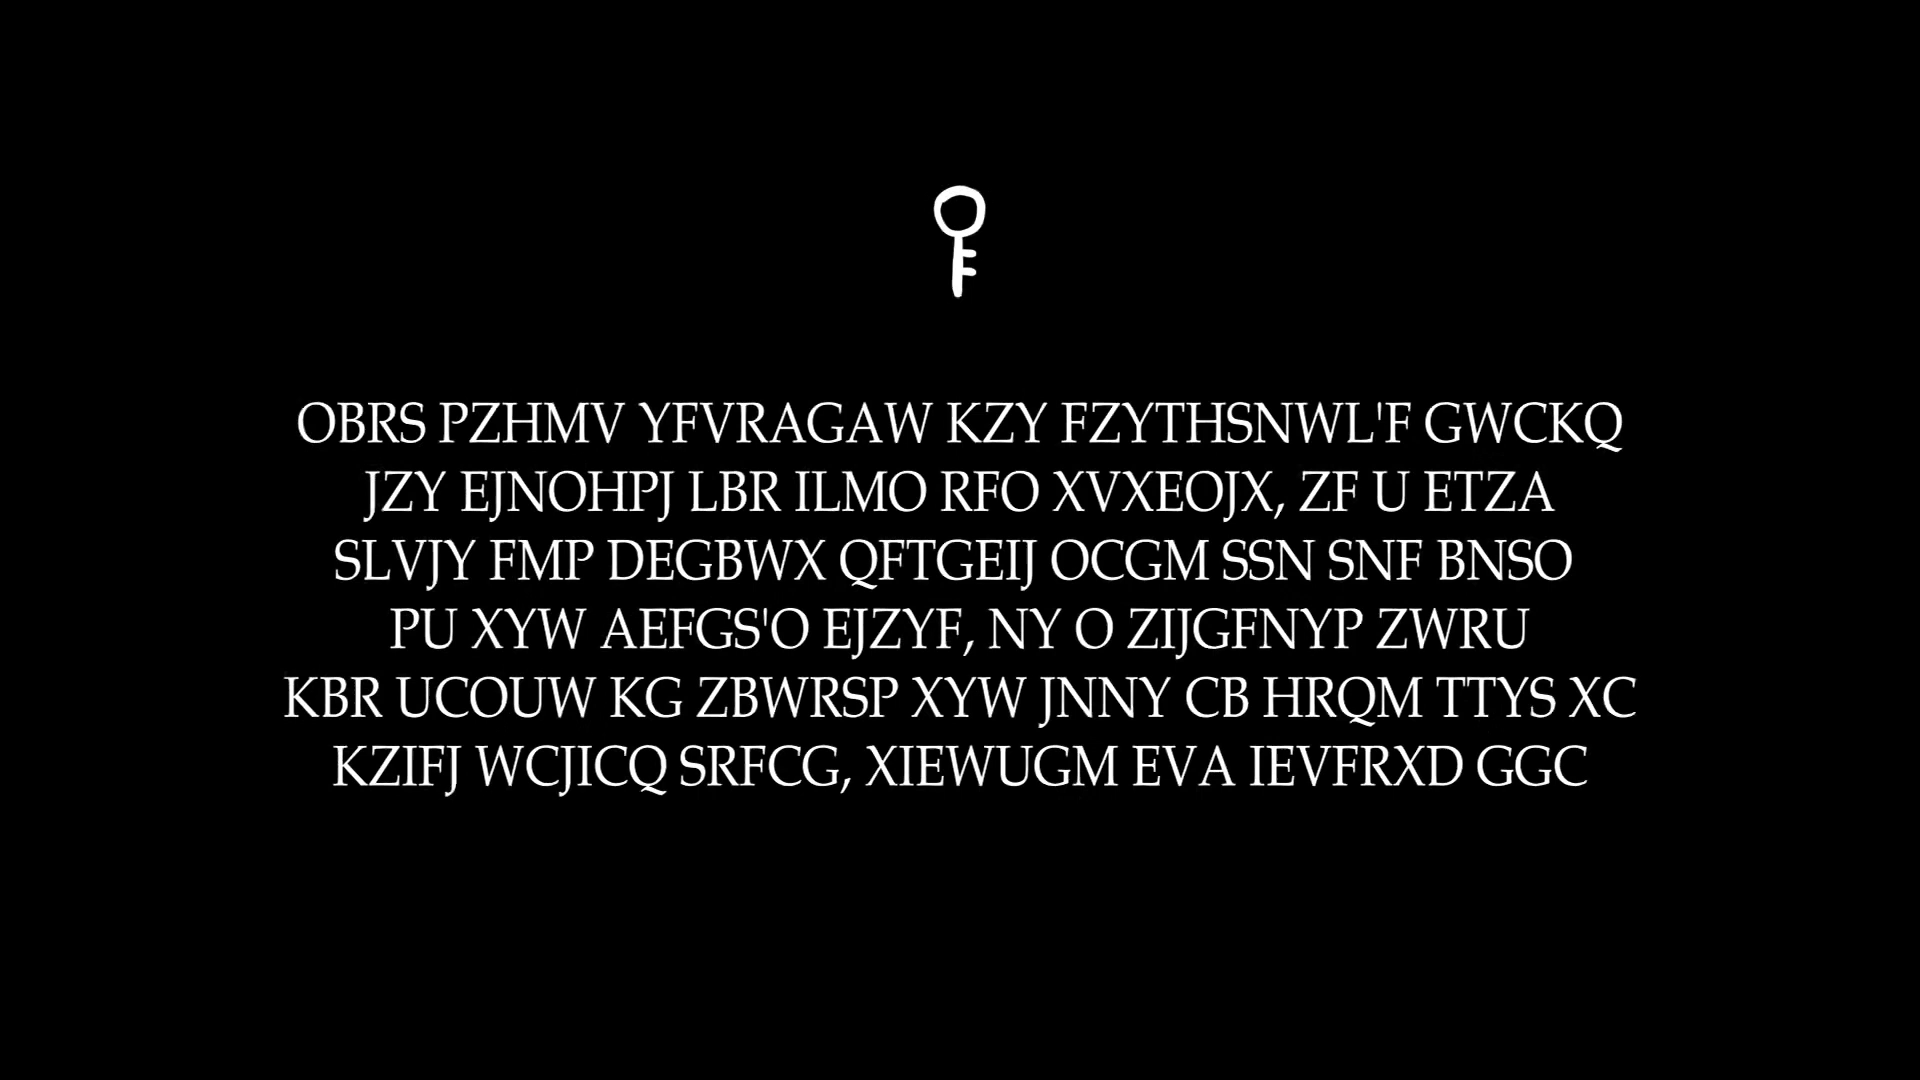 OBRS PZHMV YFVRAGAW KZY FZYTHSNWL'F GWCKQ
JZY EJNOHPJ LBR ILMO RFO XVXEOJX, ZF U ETZA
SLVJY FMP DEGBWX QFTGEIJ OCGM SSN SNF BNSO
PU XYW AEFGS'O EJZYF, NY O ZIJGFNYP ZWRU
KBR UCOUW KG ZBWRSP XYW JNNY CB HRQM TTYS XC
KZIFJ WCJICQ SRFCG, XIEWUGM EVA IEVFRXD GGC